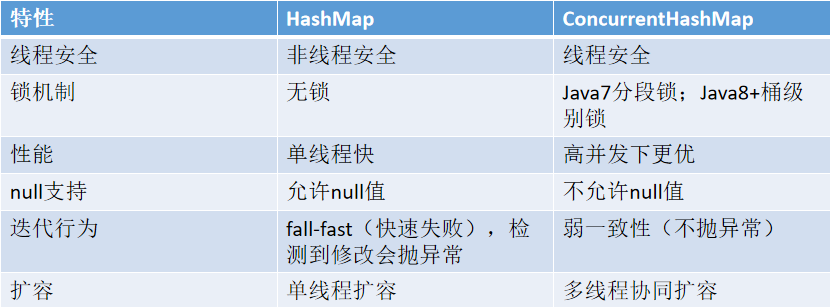 特性 HashMap ConcurrentHashMap
线程安全 非线程安全 线程安全
锁机制 无锁 Java7分段锁；Java8+桶级
别锁
性能 单线程快 高并发下更优
null支持 允许null值 不允许null值
迭代行为 fall-fast（快速失败），检 弱一致性（不抛异常）
测到修改会抛异常
扩容 单线程扩容 多线程协同扩容